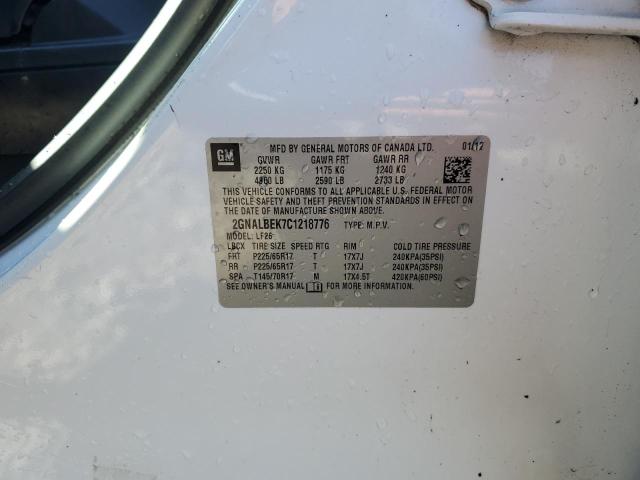 GM
MFD BY GENERAL MOTORS OF CANADA LTD. 01/12
GVWR GAWR FRT GAWR RR
2250 KG 1175 KG 1240 KG
4960 LB 2590 LB 2733 LB
THIS VEHICLE CONFORMS TO ALL APPLICABLE U.S. FEDERAL MOTOR
VEHICLE SAFETY AND THEFT PREVENTION STANDARDS IN EFFECT ON
THE DATE OF MANUFACTURE SHOWN ABOVE.
2GNALBEK7C1218776 TYPE: M.P.V.
MODEL: LF26
LBCX TIRE SIZE SPEED RTG RIM COLD TIRE PRESSURE
FRT P225/65R17 T 17X7J 240KPA(35PSI)
RR P225/65R17 T 17X7J 240KPA(35PSI)
SPA T145/70R17 M 17X4.5T 420KPA(60PSI)
SEE OWNER'S MANUAL FOR MORE INFORMATION.